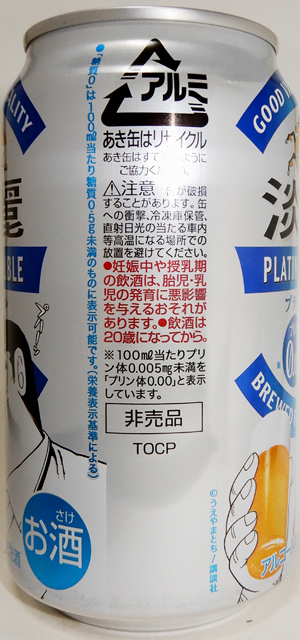 アルミ
あき缶はリサイクル
あき缶はすて
ように
ご協力くだ
⚠注意
が破損
することがあります。缶
への衝撃、冷凍庫保管、
直射日光の当たる車内
等高温になる場所での
放置を避けてください。
●妊娠中や授乳期
の飲酒は、胎児・乳
児の発育に悪影響
を与えるおそれが
あります。●飲酒は
20歳になってから。
※100㎖当たりプリン
体0.005mg未満を
「プリン体0.00」と表示
しています。
非売品
TOCP
●「糖質0」は、100㎖当たり糖質0.5g未満のものに表示可能です。(栄養表示基準による)
さけ
お酒
©うえやまとち/講談社
GOOD
淡
PLATI
BREWE
アルコー
LITY
麗
BLE